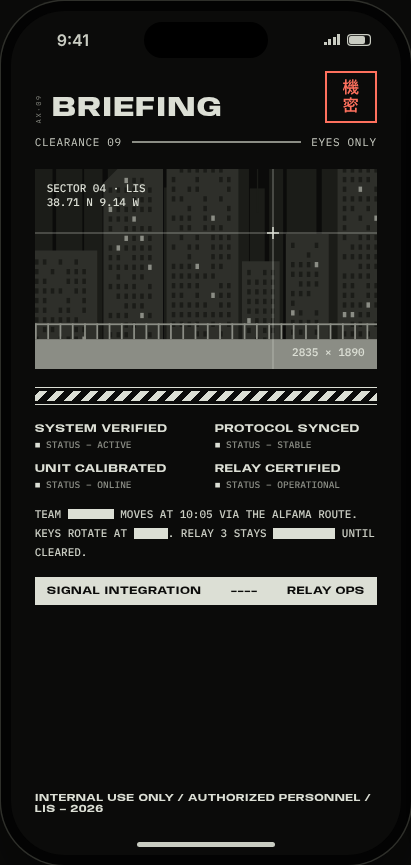 9:41
AX-09
BRIEFING
機密
CLEARANCE 09 EYES ONLY
SECTOR 04 · LIS
38.71 N 9.14 W
2835 × 1890
SYSTEM VERIFIED PROTOCOL SYNCED
STATUS — ACTIVE STATUS — STABLE
UNIT CALIBRATED RELAY CERTIFIED
STATUS — ONLINE STATUS — OPERATIONAL
TEAM MOVES AT 10:05 VIA THE ALFAMA ROUTE.
KEYS ROTATE AT . RELAY 3 STAYS UNTIL
CLEARED.
SIGNAL INTEGRATION ---- RELAY OPS
INTERNAL USE ONLY / AUTHORIZED PERSONNEL /
LIS — 2026